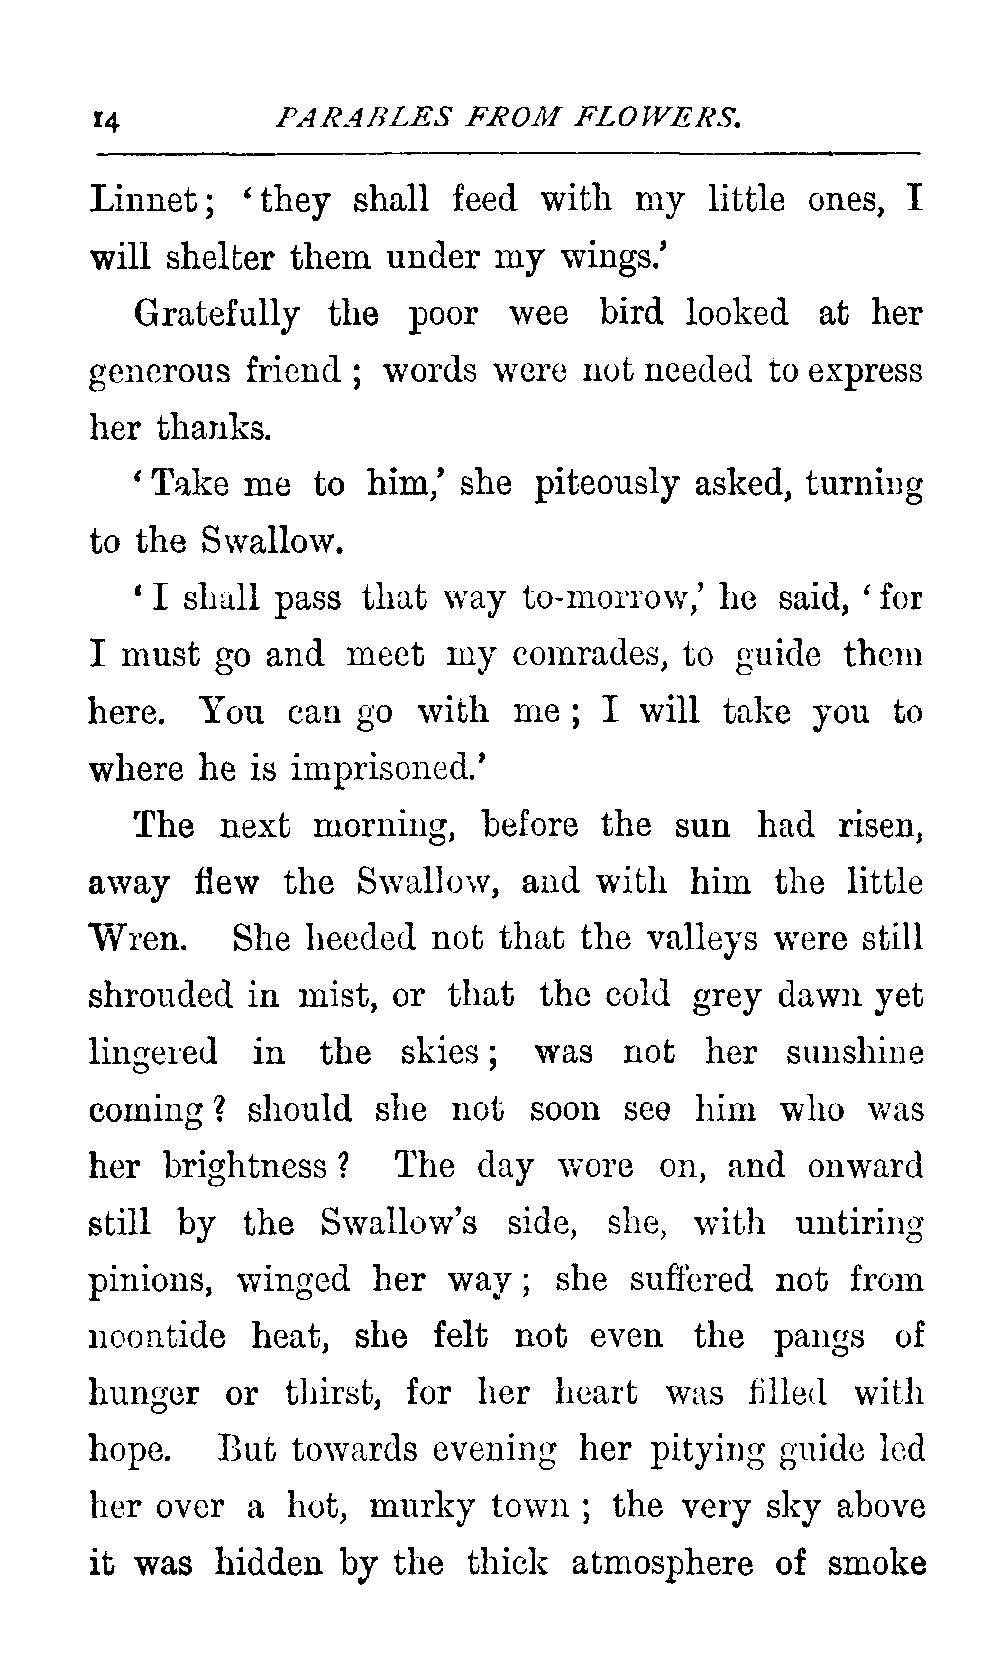 14 PARABLES FROM FLOWERS.
Linnet; ‘they shall feed with my little ones, I
will shelter them under my wings.’
Gratefully the poor wee bird looked at her
generous friend; words were not needed to express
her thanks.
‘Take me to him,’ she piteously asked, turning
to the Swallow.
‘I shall pass that way to-morrow,’ he said, ‘for
I must go and meet my comrades, to guide them
here. You can go with me; I will take you to
where he is imprisoned.’
The next morning, before the sun had risen,
away flew the Swallow, and with him the little
Wren. She heeded not that the valleys were still
shrouded in mist, or that the cold grey dawn yet
lingered in the skies; was not her sunshine
coming? should she not soon see him who was
her brightness? The day wore on, and onward
still by the Swallow’s side, she, with untiring
pinions, winged her way; she suffered not from
noontide heat, she felt not even the pangs of
hunger or thirst, for her heart was filled with
hope. But towards evening her pitying guide led
her over a hot, murky town; the very sky above
it was hidden by the thick atmosphere of smoke